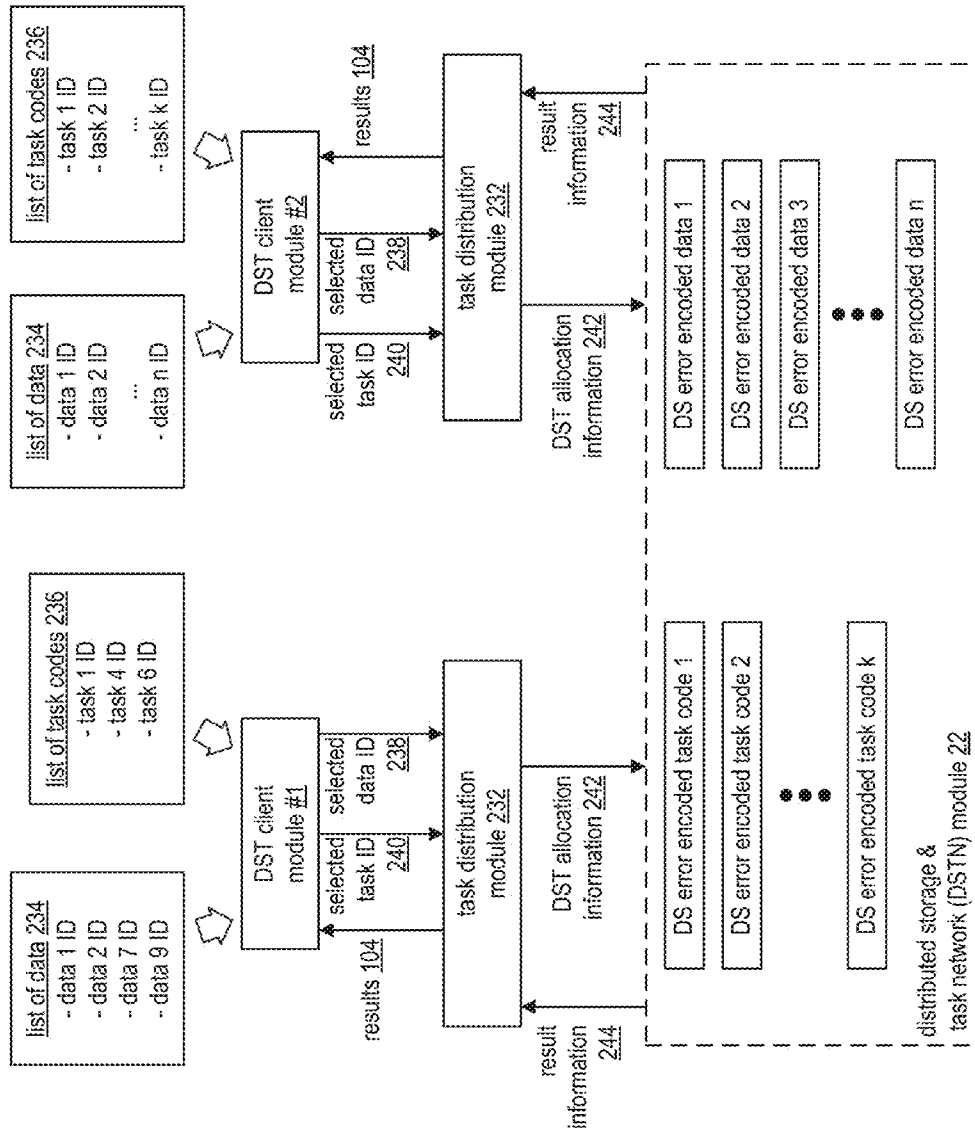 list of data 234
- data 1 ID
- data 2 ID
- data 7 ID
- data 9 ID
list of task codes 236
- task 1 ID
- task 4 ID
- task 6 ID
DST client
module #1
results 104
selected
task ID
240
selected
data ID
238
task distribution
module 232
result
information
244
DST allocation
information 242
list of data 234
- data 1 ID
- data 2 ID
...
- data n ID
list of task codes 236
- task 1 ID
- task 2 ID
...
- task k ID
DST client
module #2
selected
task ID
240
selected
data ID
238
results 104
task distribution
module 232
DST allocation
information 242
result
information
244
DS error encoded task code 1
DS error encoded task code 2
DS error encoded task code k
DS error encoded data 1
DS error encoded data 2
DS error encoded data 3
DS error encoded data n
distributed storage &
task network (DSTN) module 22